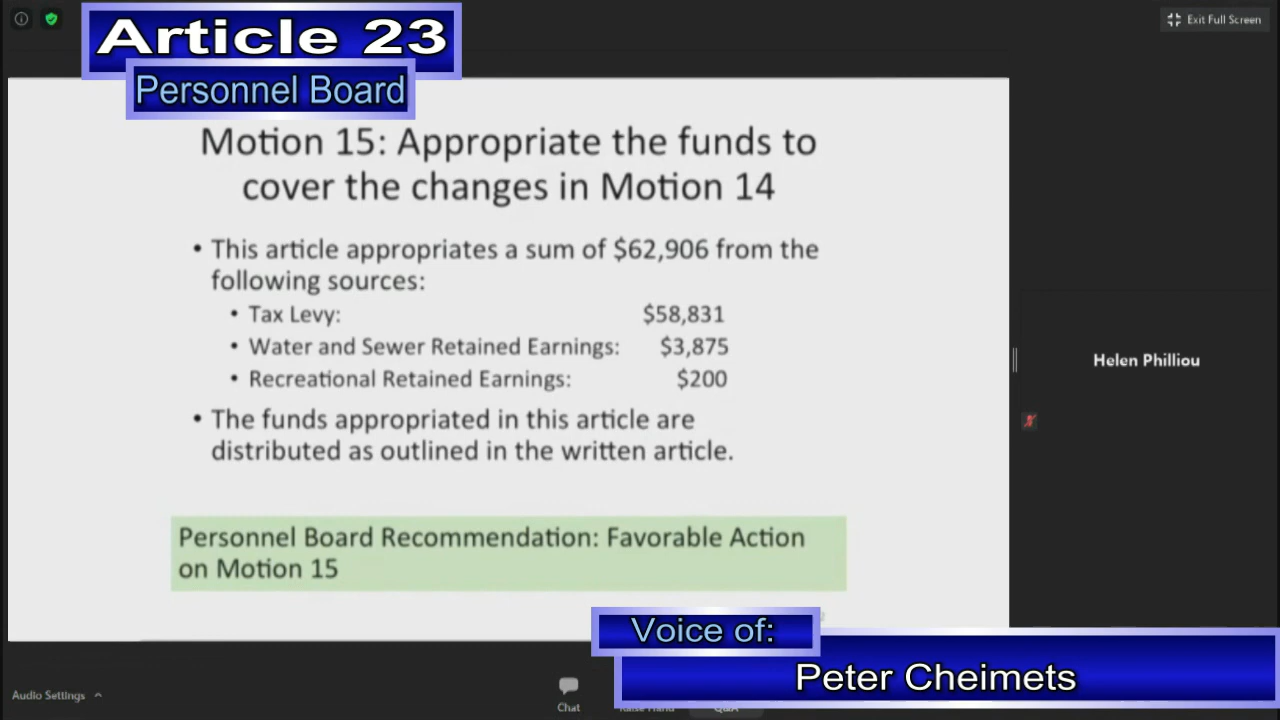 Exit Full Screen
Article 23
Personnel Board
Motion 15: Appropriate the funds to
cover the changes in Motion 14
• This article appropriates a sum of $62,906 from the
following sources:
• Tax Levy: $58,831
• Water and Sewer Retained Earnings: $3,875
• Recreational Retained Earnings: $200
• The funds appropriated in this article are
distributed as outlined in the written article.
Personnel Board Recommendation: Favorable Action
on Motion 15
Helen Philliou
Voice of:
Peter Cheimets
Audio Settings
Chat
Raise Hand
Q&A